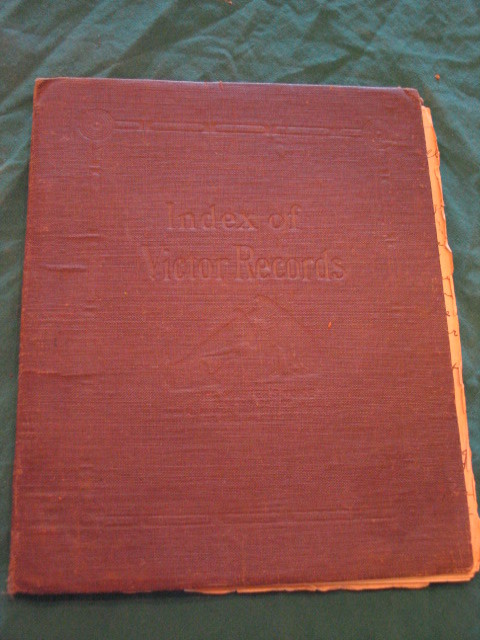 Index of
Victor Records